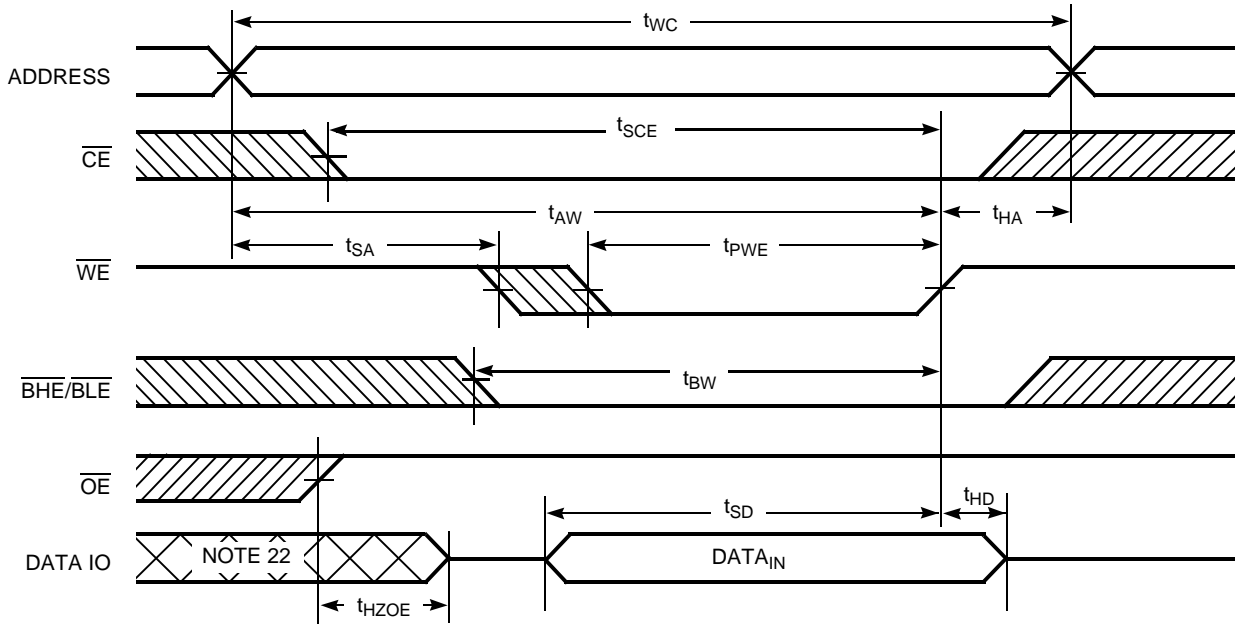 tWC
ADDRESS
tSCE
CE
tAW
tHA
tSA
tPWE
WE
tBW
BHE/BLE
OE
tSD
tHD
DATA IO
NOTE 22
DATAIN
tHZOE